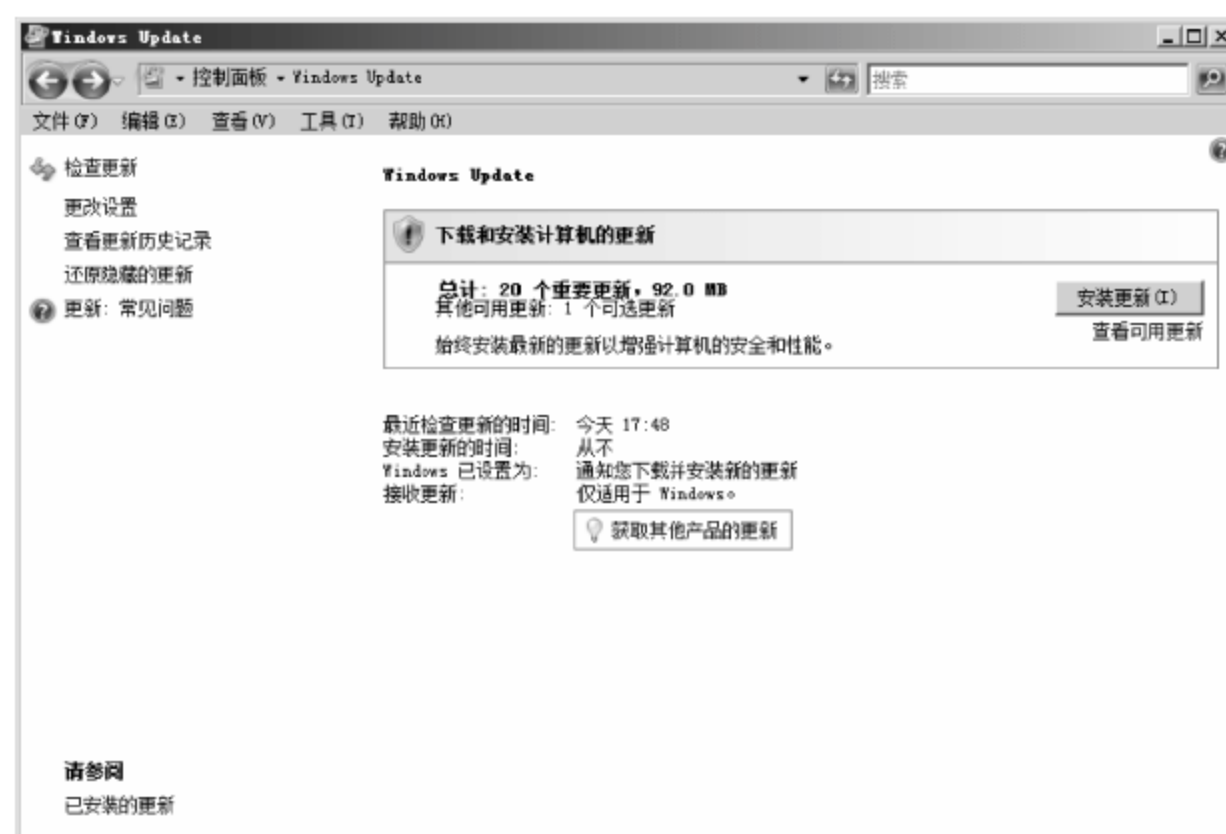 Windows Update
控制面板 Windows Update
搜索
文件(F) 编辑(E) 查看(V) 工具(T) 帮助(H)
检查更新
更改设置
查看更新历史记录
还原隐藏的更新
更新: 常见问题
Windows Update
下载和安装计算机的更新
总计: 20 个重要更新，92.0 MB
其他可用更新: 1 个可选更新
始终安装最新的更新以增强计算机的安全和性能。
安装更新(I)
查看可用更新
最近检查更新的时间: 今天 17:48
安装更新的时间: 从不
Windows 已设置为: 通知您下载并安装新的更新
接收更新: 仅适用于 Windows。
获取其他产品的更新
请参阅
已安装的更新